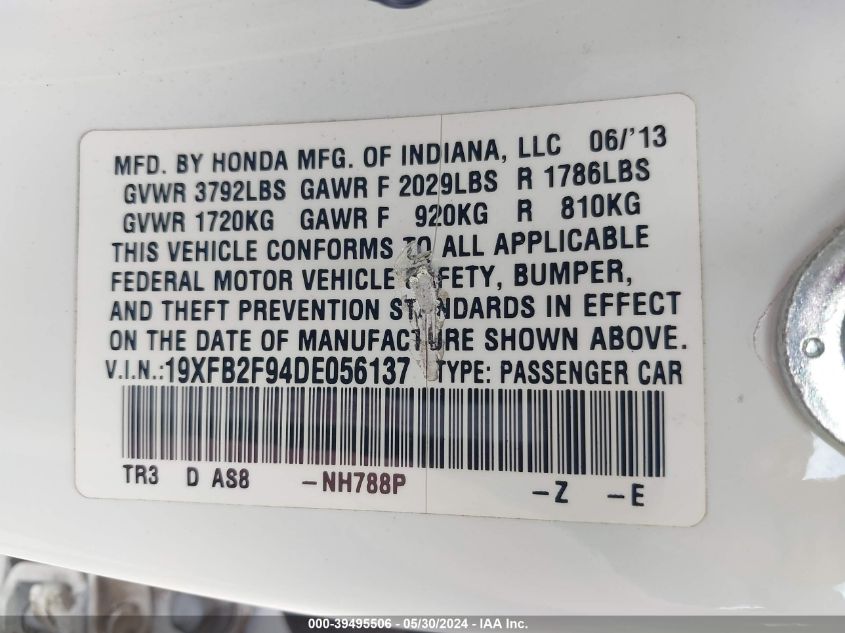 MFD. BY HONDA MFG. OF INDIANA, LLC 06/'13
GVWR 3792LBS GAWR F 2029LBS R 1786LBS
GVWR 1720KG GAWR F 920KG R 810KG
THIS VEHICLE CONFORMS TO ALL APPLICABLE
FEDERAL MOTOR VEHICLE SAFETY, BUMPER,
AND THEFT PREVENTION STANDARDS IN EFFECT
ON THE DATE OF MANUFACTURE SHOWN ABOVE.
V.I.N.:19XFB2F94DE056137 TYPE: PASSENGER CAR
TR3 D AS8 -NH788P -Z -E
000-39495506 - 05/30/2024 - IAA Inc.